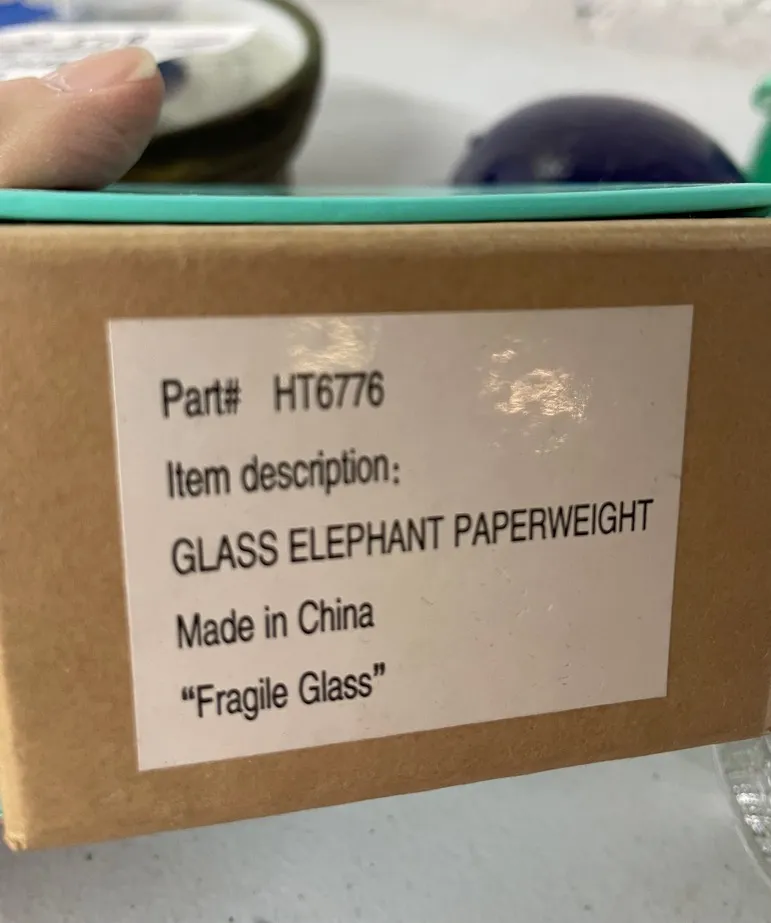 Part# HT6776
Item description:
GLASS ELEPHANT PAPERWEIGHT
Made in China
“Fragile Glass”